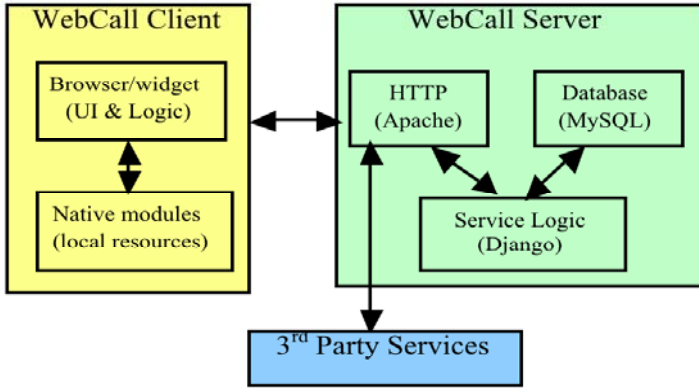 WebCall Client
Browser/widget
(UI & Logic)
Native modules
(local resources)
WebCall Server
HTTP
(Apache)
Database
(MySQL)
Service Logic
(Django)
3rd Party Services